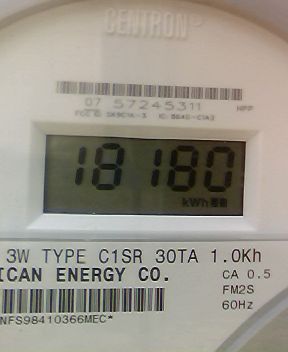 CENTRON®
07 57245311
18180
kWh
3W TYPE C1SR 30TA 1.0Kh
ICAN ENERGY CO.
CA 0.5
FM2S
60Hz
NFS98410366MEC*